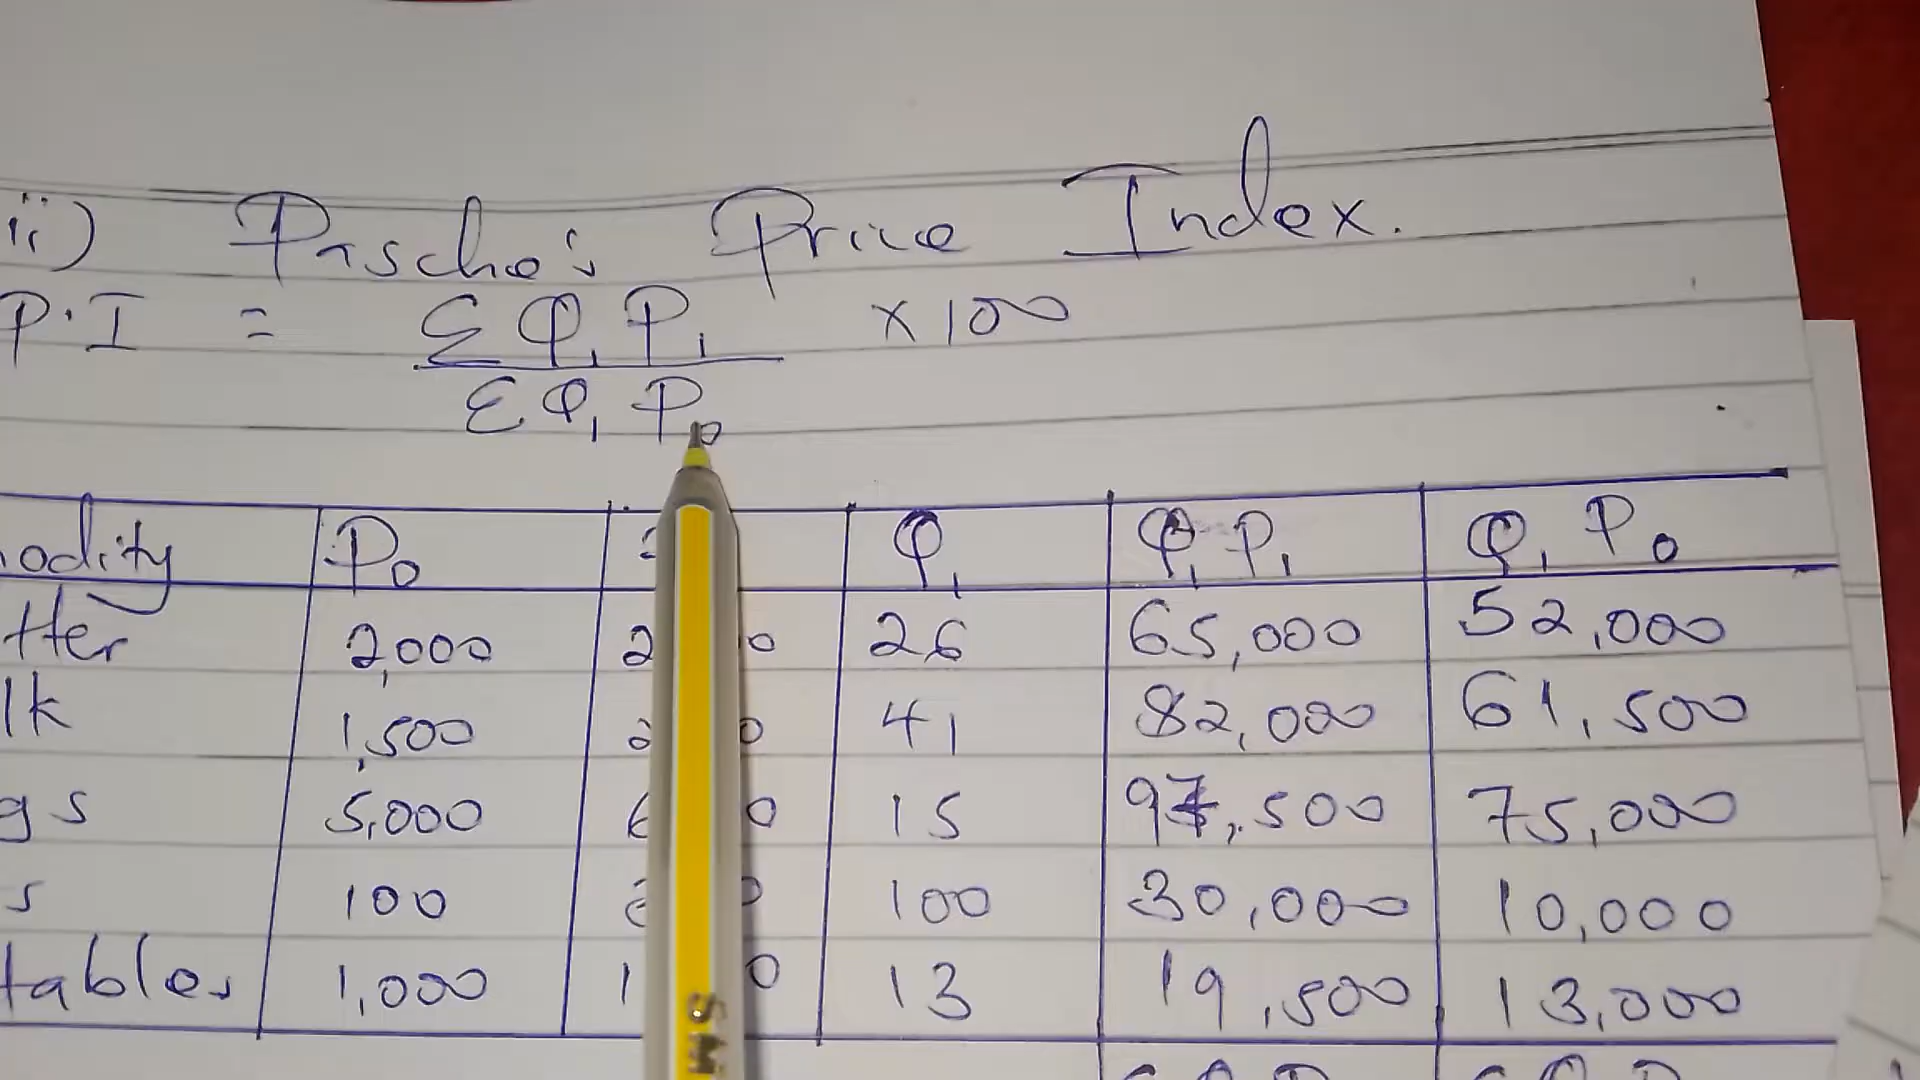 ii) Pasche's Price Index.
P.I = ΣQ₁P₁ × 100
ΣQ₁P₀
modity P₀ Q₁ Q₁P₁ Q₁P₀
tter 2,000 26 65,000 52,000
lk 1,500 41 82,000 61,500
gs 5,000 15 97,500 75,000
s 100 100 30,000 10,000
tables 1,000 13 19,500 13,000